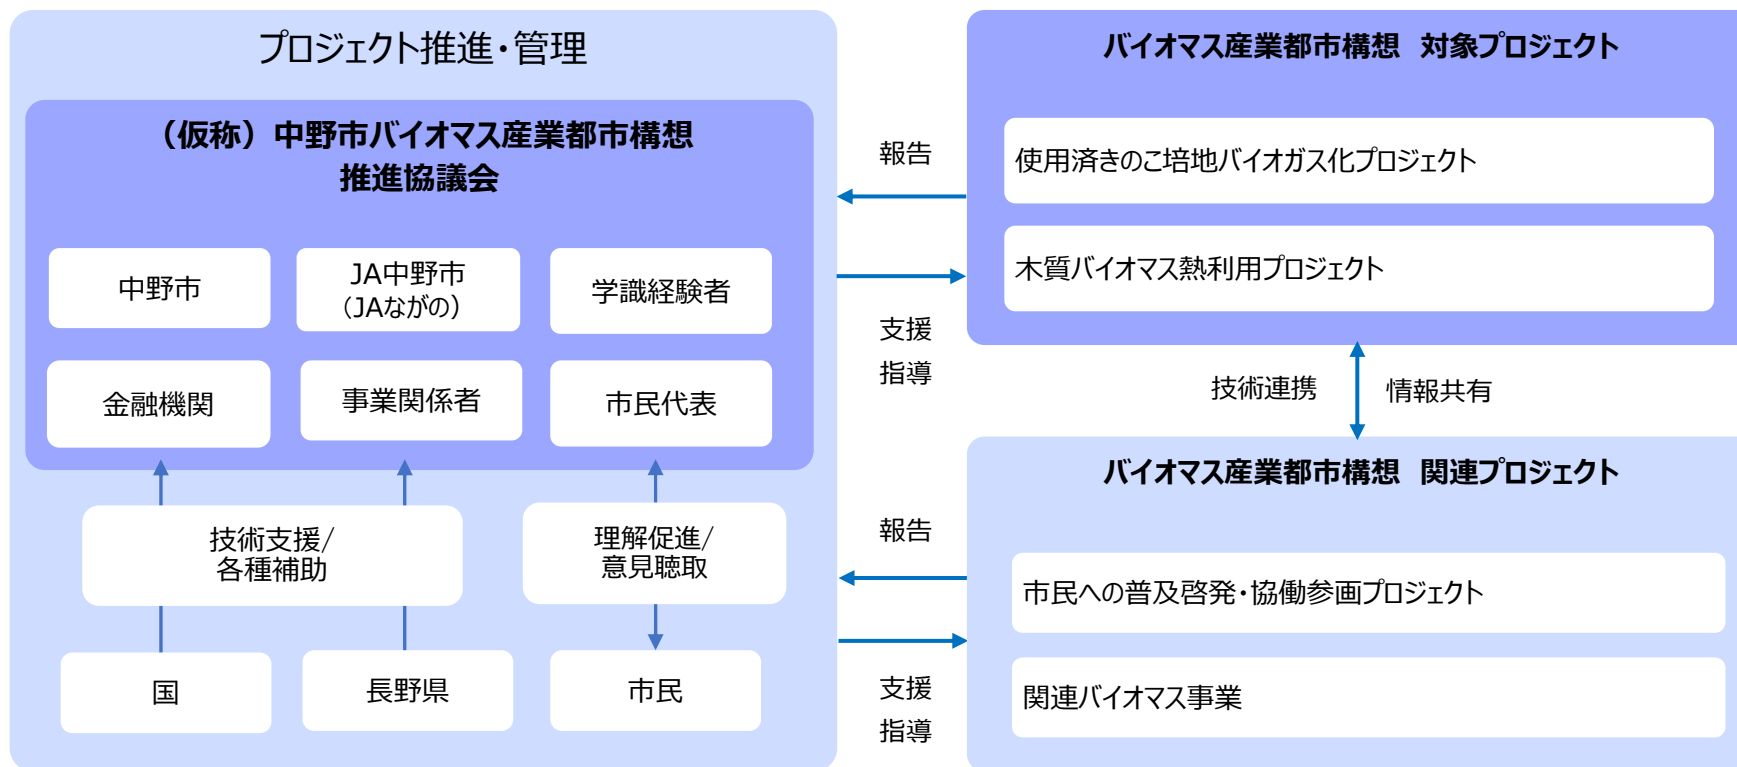 プロジェクト推進・管理
（仮称）中野市バイオマス産業都市構想
推進協議会
中野市
JA中野市
（JAながの）
学識経験者
金融機関
事業関係者
市民代表
技術支援/
各種補助
理解促進/
意見聴取
国
長野県
市民
報告
支援
指導
報告
支援
指導
バイオマス産業都市構想　対象プロジェクト
使用済きのこ培地バイオガス化プロジェクト
木質バイオマス熱利用プロジェクト
技術連携
情報共有
バイオマス産業都市構想　関連プロジェクト
市民への普及啓発・協働参画プロジェクト
関連バイオマス事業